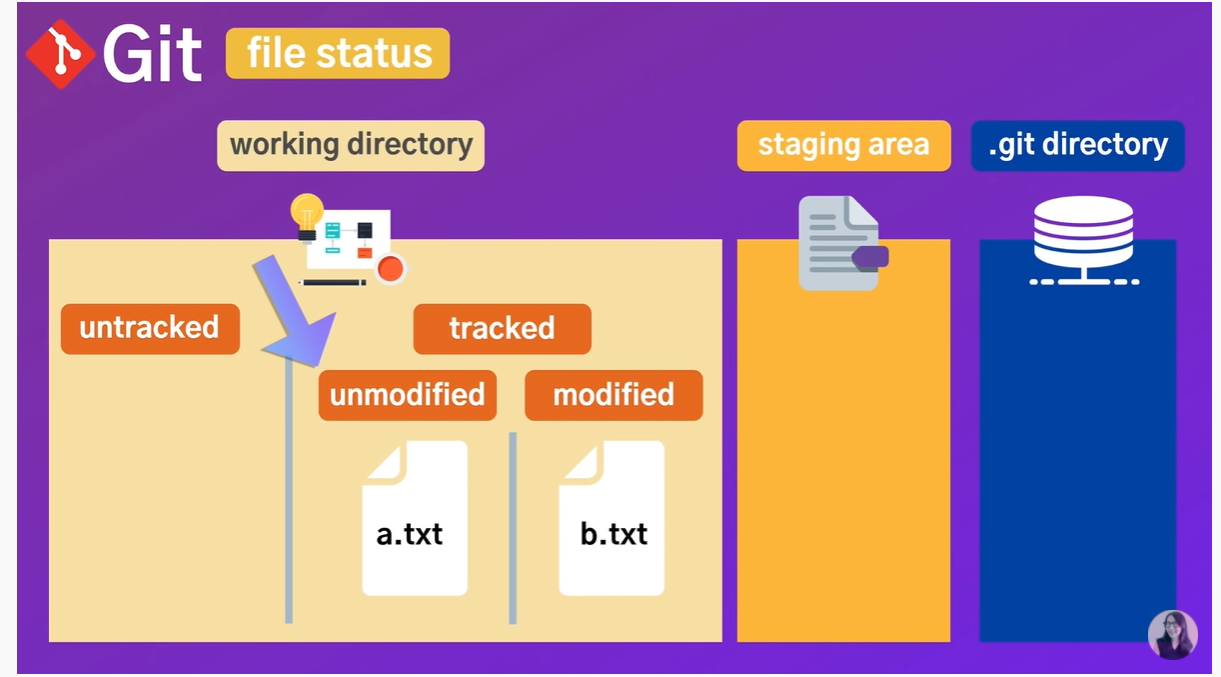 Git file status
working directory
staging area
.git directory
untracked
tracked
unmodified
modified
a.txt
b.txt